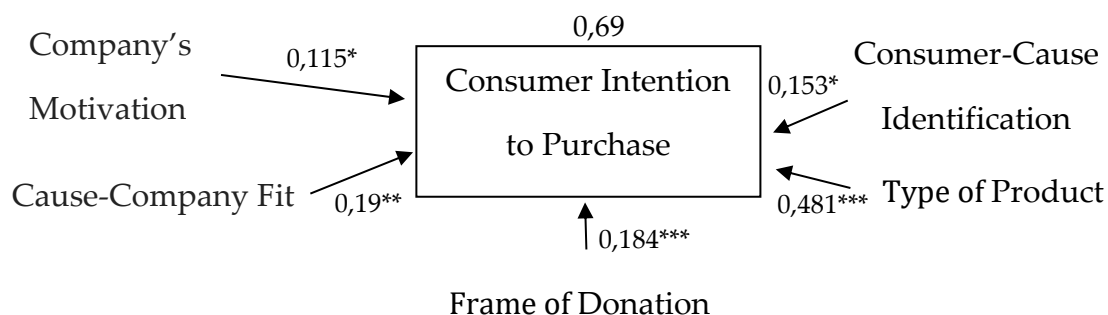 Company's
Motivation
0,115*
Cause-Company Fit
0,19**
0,69
Consumer Intention
to Purchase
0,184***
Frame of Donation
Consumer-Cause
Identification
0,153*
Type of Product
0,481***